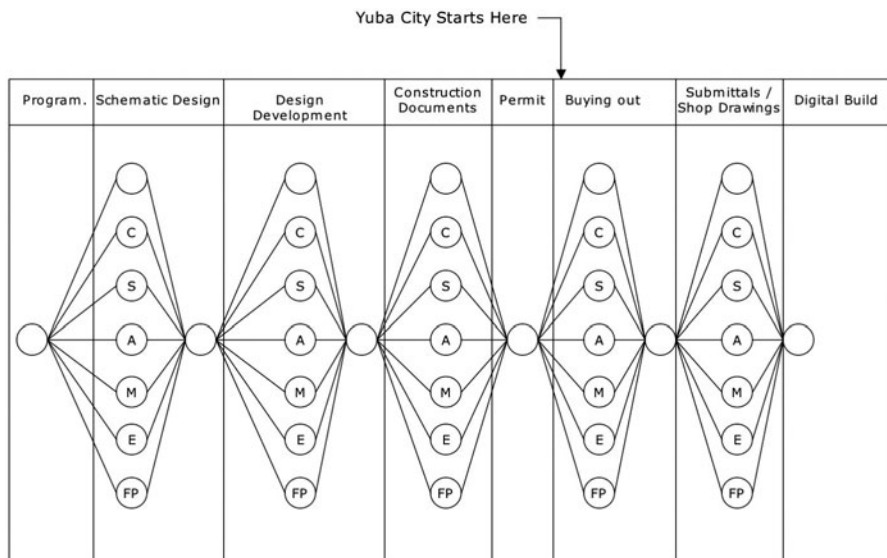 Yuba City Starts Here
Program.
Schematic Design
Design
Development
Construction
Documents
Permit
Buying out
Submittals /
Shop Drawings
Digital Build
C
C
C
C
C
S
S
S
S
S
A
A
A
A
A
M
M
M
M
M
E
E
E
E
E
FP
FP
FP
FP
FP